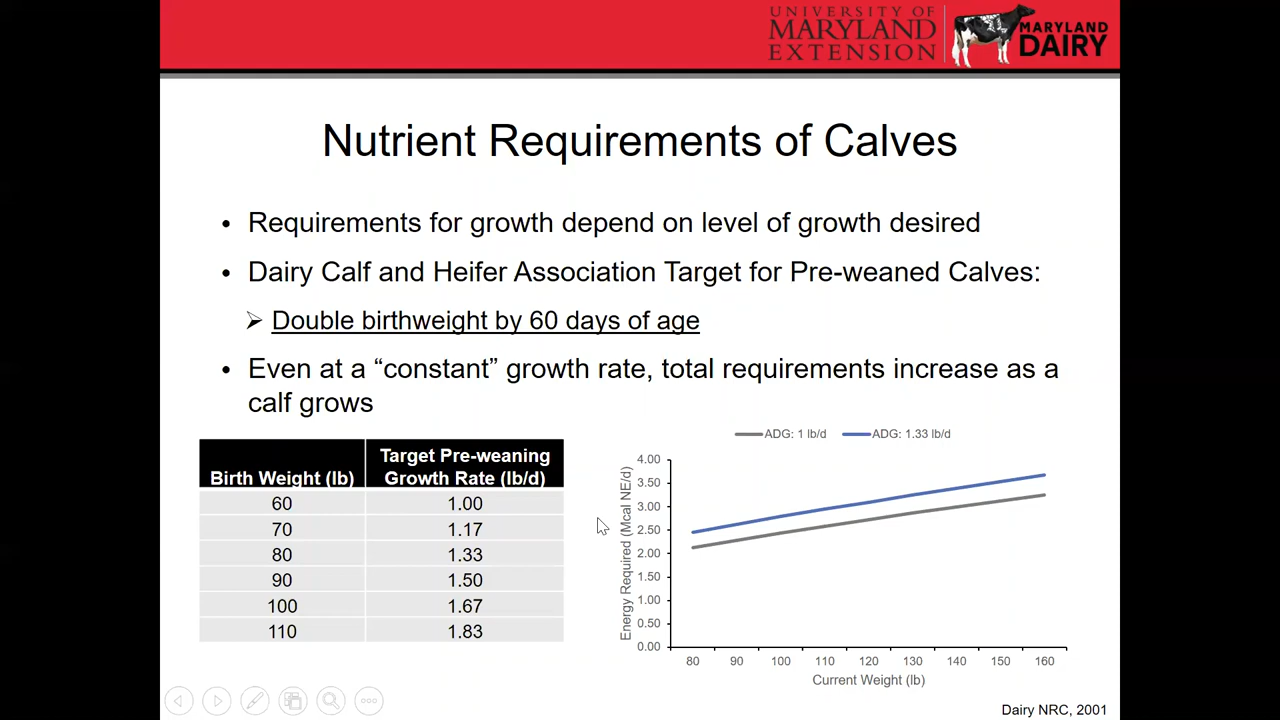 UNIVERSITY OF
MARYLAND
EXTENSION
MARYLAND
DAIRY
Nutrient Requirements of Calves
• Requirements for growth depend on level of growth desired
• Dairy Calf and Heifer Association Target for Pre-weaned Calves:
➢ Double birthweight by 60 days of age
• Even at a “constant” growth rate, total requirements increase as a
calf grows
Birth Weight (lb) Target Pre-weaning Growth Rate (lb/d)
60 1.00
70 1.17
80 1.33
90 1.50
100 1.67
110 1.83
ADG: 1 lb/d ADG: 1.33 lb/d
Energy Required (Mcal NE/d)
4.00
3.50
3.00
2.50
2.00
1.50
1.00
0.50
0.00
80 90 100 110 120 130 140 150 160
Current Weight (lb)
Dairy NRC, 2001